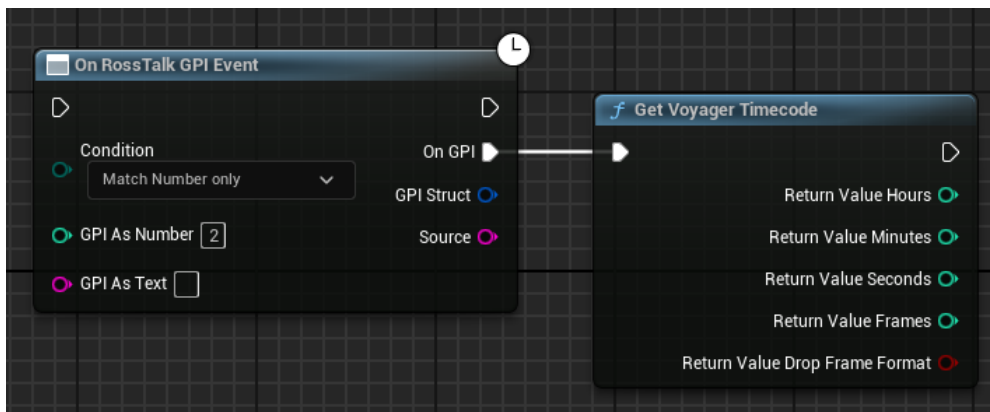 On RossTalk GPI Event
Condition
Match Number only
On GPI
GPI Struct
GPI As Number 2
Source
GPI As Text
Get Voyager Timecode
Return Value Hours
Return Value Minutes
Return Value Seconds
Return Value Frames
Return Value Drop Frame Format